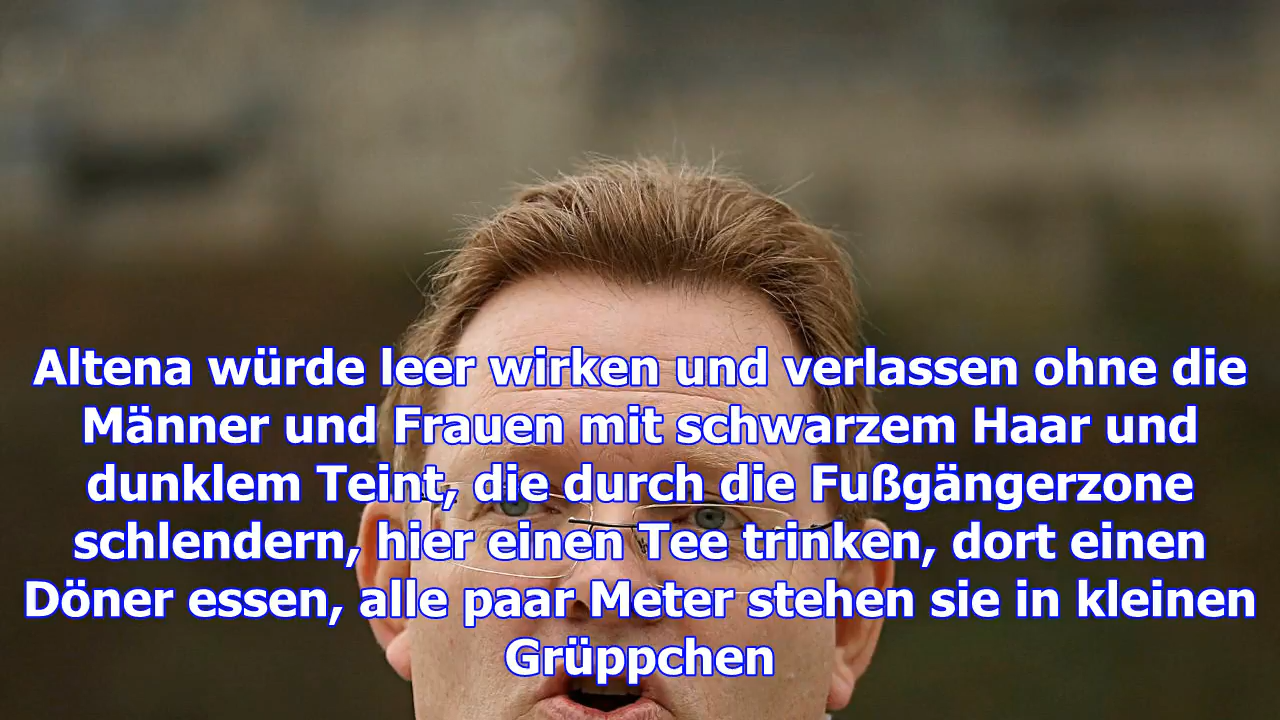 Altena würde leer wirken und verlassen ohne die
Männer und Frauen mit schwarzem Haar und
dunklem Teint, die durch die Fußgängerzone
schlendern, hier einen Tee trinken, dort einen
Döner essen, alle paar Meter stehen sie in kleinen
Grüppchen